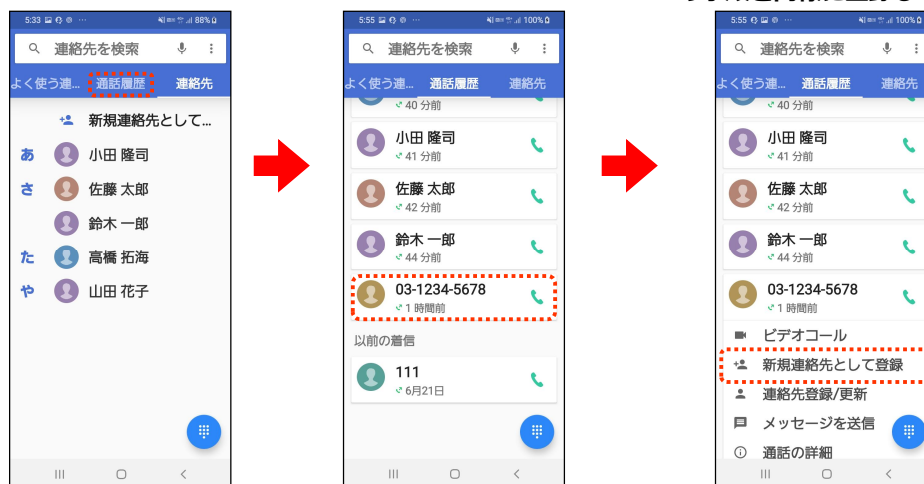 5:33 88%
連絡先を検索
よく使う連... 通話履歴 連絡先
新規連絡先として...
あ 小田 隆司
さ 佐藤 太郎
鈴木 一郎
た 高橋 拓海
や 山田 花子
5:55 100%
連絡先を検索
よく使う連... 通話履歴 連絡先
40 分前
小田 隆司
41 分前
佐藤 太郎
42 分前
鈴木 一郎
44 分前
03-1234-5678
1 時間前
以前の着信
111
6月21日
5:55 100%
連絡先を検索
よく使う連... 通話履歴 連絡先
40 分前
小田 隆司
41 分前
佐藤 太郎
42 分前
鈴木 一郎
44 分前
03-1234-5678
1 時間前
ビデオコール
新規連絡先として登録
連絡先登録/更新
メッセージを送信
通話の詳細